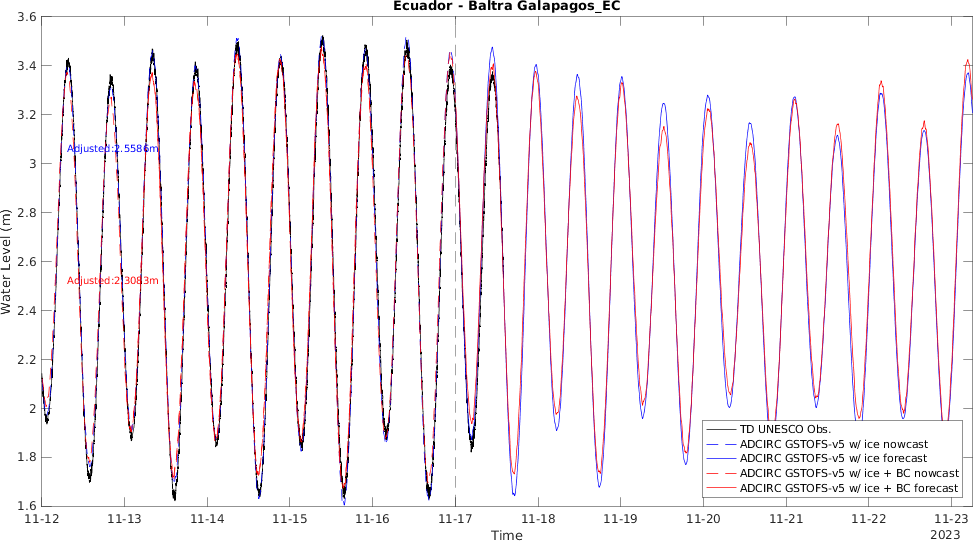 Ecuador - Baltra Galapagos_EC
3.6
3.4
3.2
3
2.8
2.6
2.4
2.2
2
1.8
1.6
Water Level (m)
Adjusted:2.5586m
Adjusted:2.3083m
TD UNESCO Obs.
ADCIRC GSTOFS-v5 w/ ice nowcast
ADCIRC GSTOFS-v5 w/ ice forecast
ADCIRC GSTOFS-v5 w/ ice + BC nowcast
ADCIRC GSTOFS-v5 w/ ice + BC forecast
11-12 11-13 11-14 11-15 11-16 11-17 11-18 11-19 11-20 11-21 11-22 11-23
2023
Time